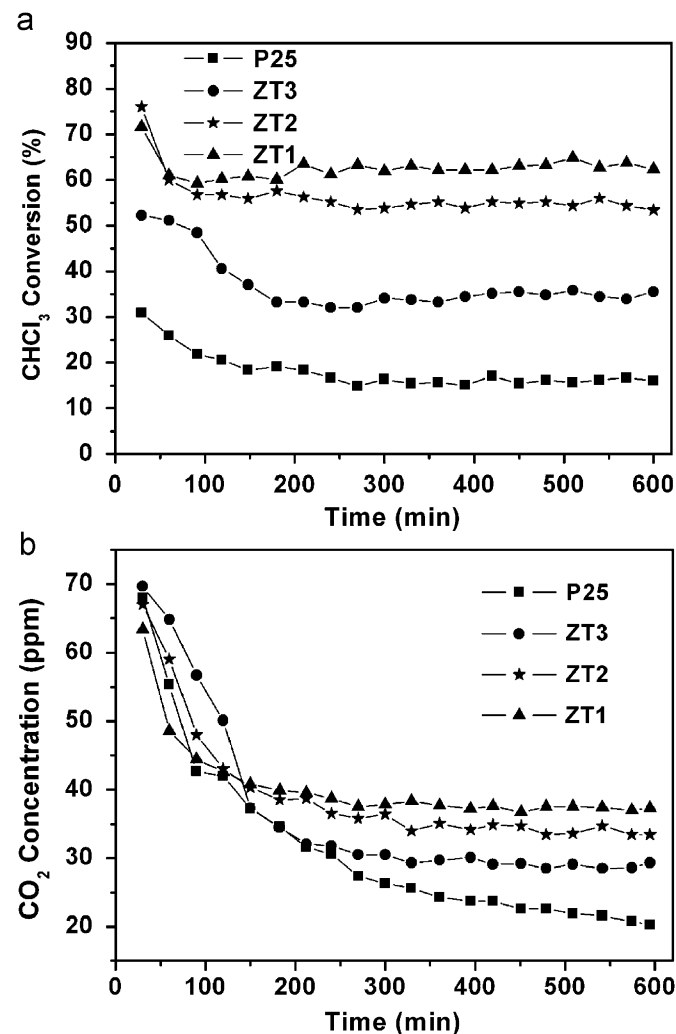 a
90
80
70
60
50
40
30
20
10
0
CHCl₃ Conversion (%)
P25
ZT3
ZT2
ZT1
0 100 200 300 400 500 600
Time (min)
b
70
60
50
40
30
20
CO₂ Concentration (ppm)
P25
ZT3
ZT2
ZT1
0 100 200 300 400 500 600
Time (min)